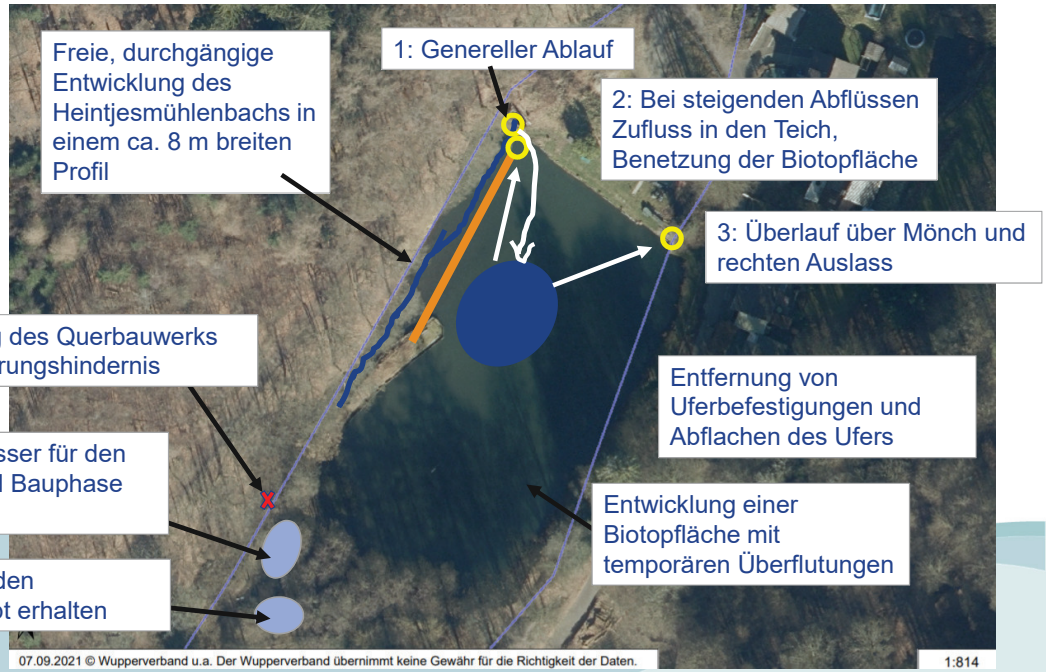 Freie, durchgängige
Entwicklung des
Heintjesmühlenbachs in
einem ca. 8 m breiten
Profil
1: Genereller Ablauf
2: Bei steigenden Abflüssen
Zufluss in den Teich,
Benetzung der Biotopfläche
3: Überlauf über Mönch und
rechten Auslass
des Querbauwerks
Entfernung von
Uferbefestigungen und
Abflachen des Ufers
für den
Bauphase
Entwicklung einer
Biotopfläche mit
temporären Überflutungen
den
erhalten
X
07.09.2021 © Wupperverband u.a. Der Wupperverband übernimmt keine Gewähr für die Richtigkeit der Daten.
1:814